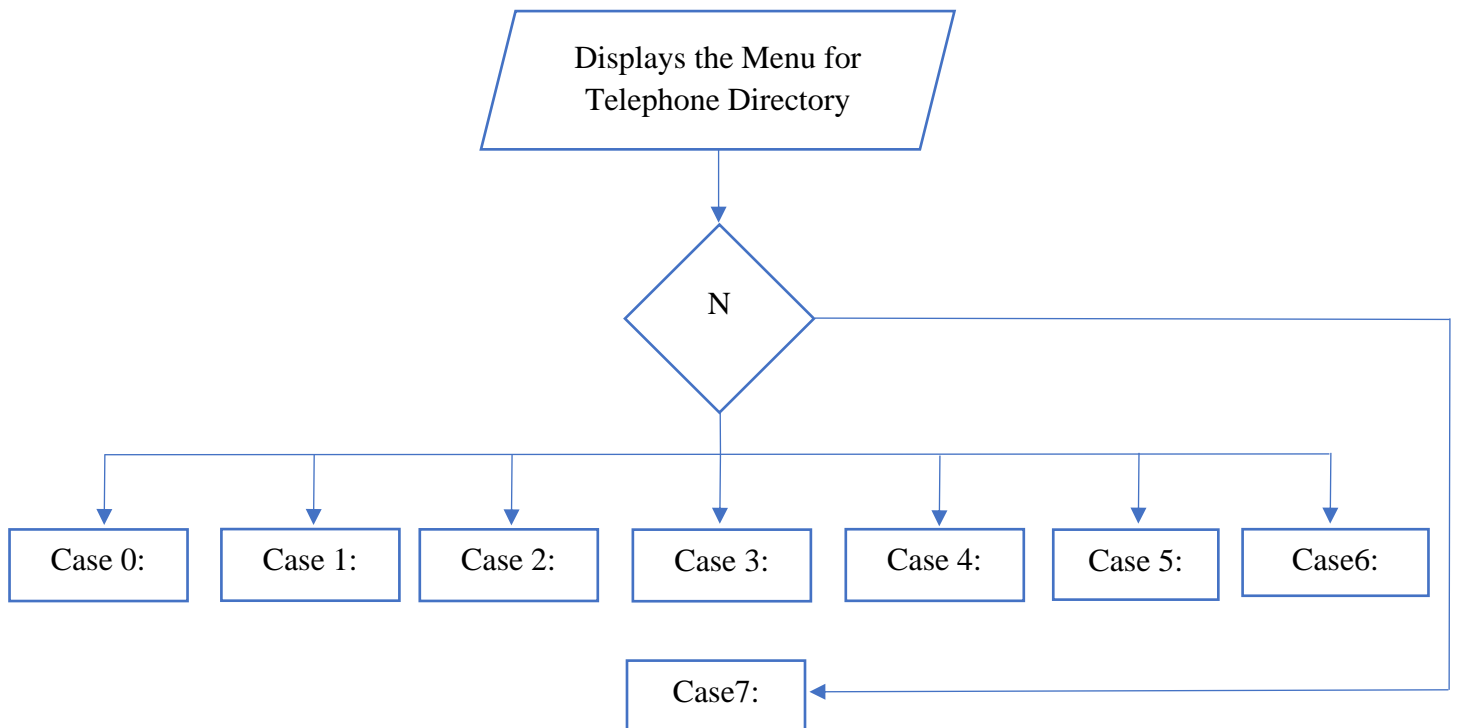 Displays the Menu for
Telephone Directory
N
Case 0:
Case 1:
Case 2:
Case 3:
Case 4:
Case 5:
Case6:
Case7: